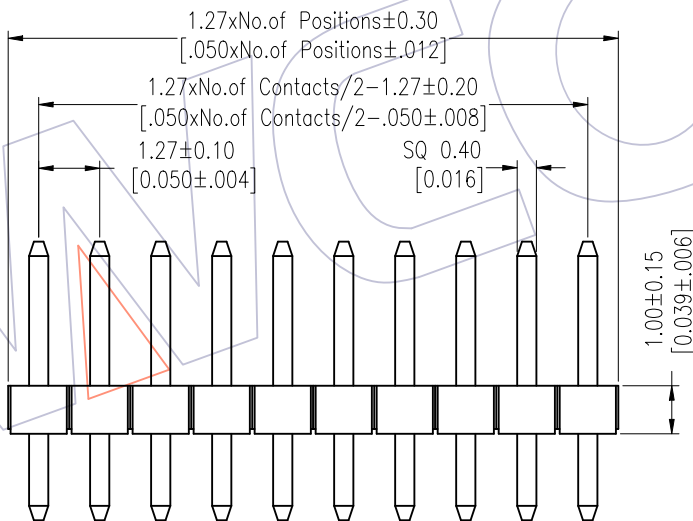 1.27xNo.of Positions±0.30
[.050xNo.of Positions±.012]
1.27xNo.of Contacts/2-1.27±0.20
[.050xNo.of Contacts/2-.050±.008]
1.27±0.10
[0.050±.004]
SQ 0.40
[0.016]
1.00±0.15
[0.039±.006]